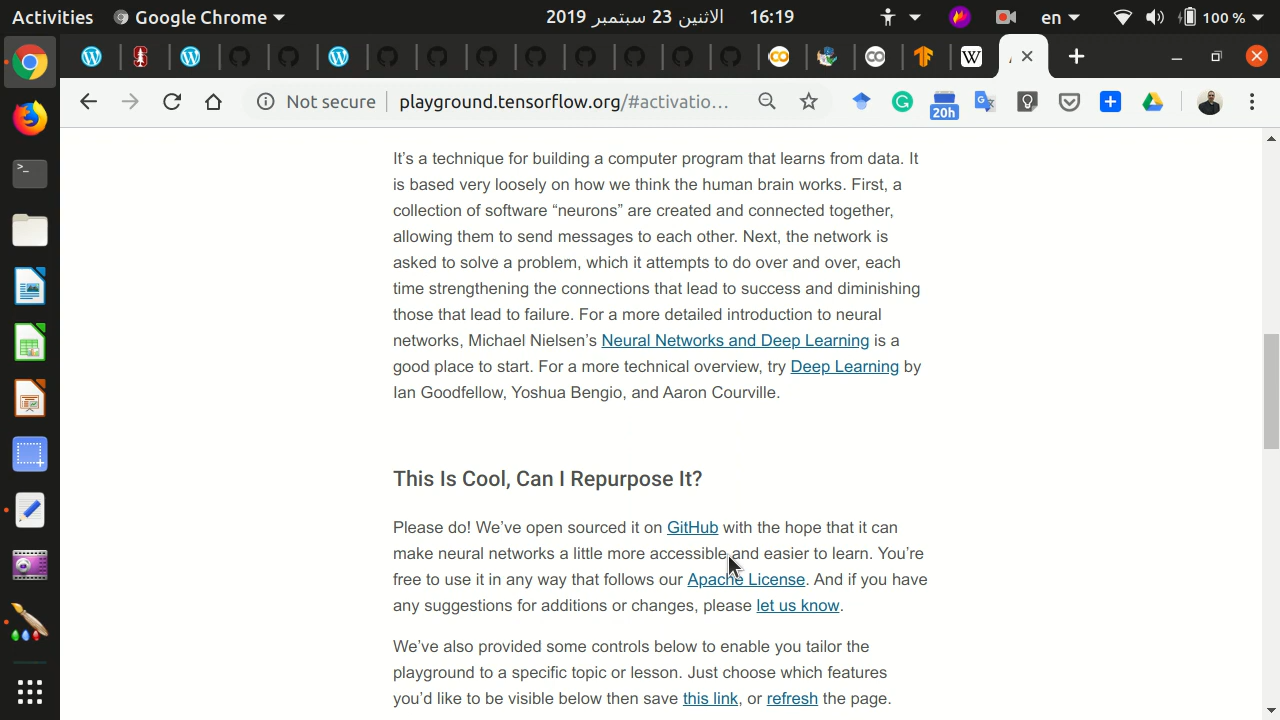 Activities Google Chrome الاثنين 23 سبتمبر 2019 16:19 en 100 %
Not secure playground.tensorflow.org/#activatio...
20h
It's a technique for building a computer program that learns from data. It
is based very loosely on how we think the human brain works. First, a
collection of software “neurons” are created and connected together,
allowing them to send messages to each other. Next, the network is
asked to solve a problem, which it attempts to do over and over, each
time strengthening the connections that lead to success and diminishing
those that lead to failure. For a more detailed introduction to neural
networks, Michael Nielsen's Neural Networks and Deep Learning is a
good place to start. For a more technical overview, try Deep Learning by
Ian Goodfellow, Yoshua Bengio, and Aaron Courville.
This Is Cool, Can I Repurpose It?
Please do! We've open sourced it on GitHub with the hope that it can
make neural networks a little more accessible and easier to learn. You're
free to use it in any way that follows our Apache License. And if you have
any suggestions for additions or changes, please let us know.
We've also provided some controls below to enable you tailor the
playground to a specific topic or lesson. Just choose which features
you'd like to be visible below then save this link, or refresh the page.